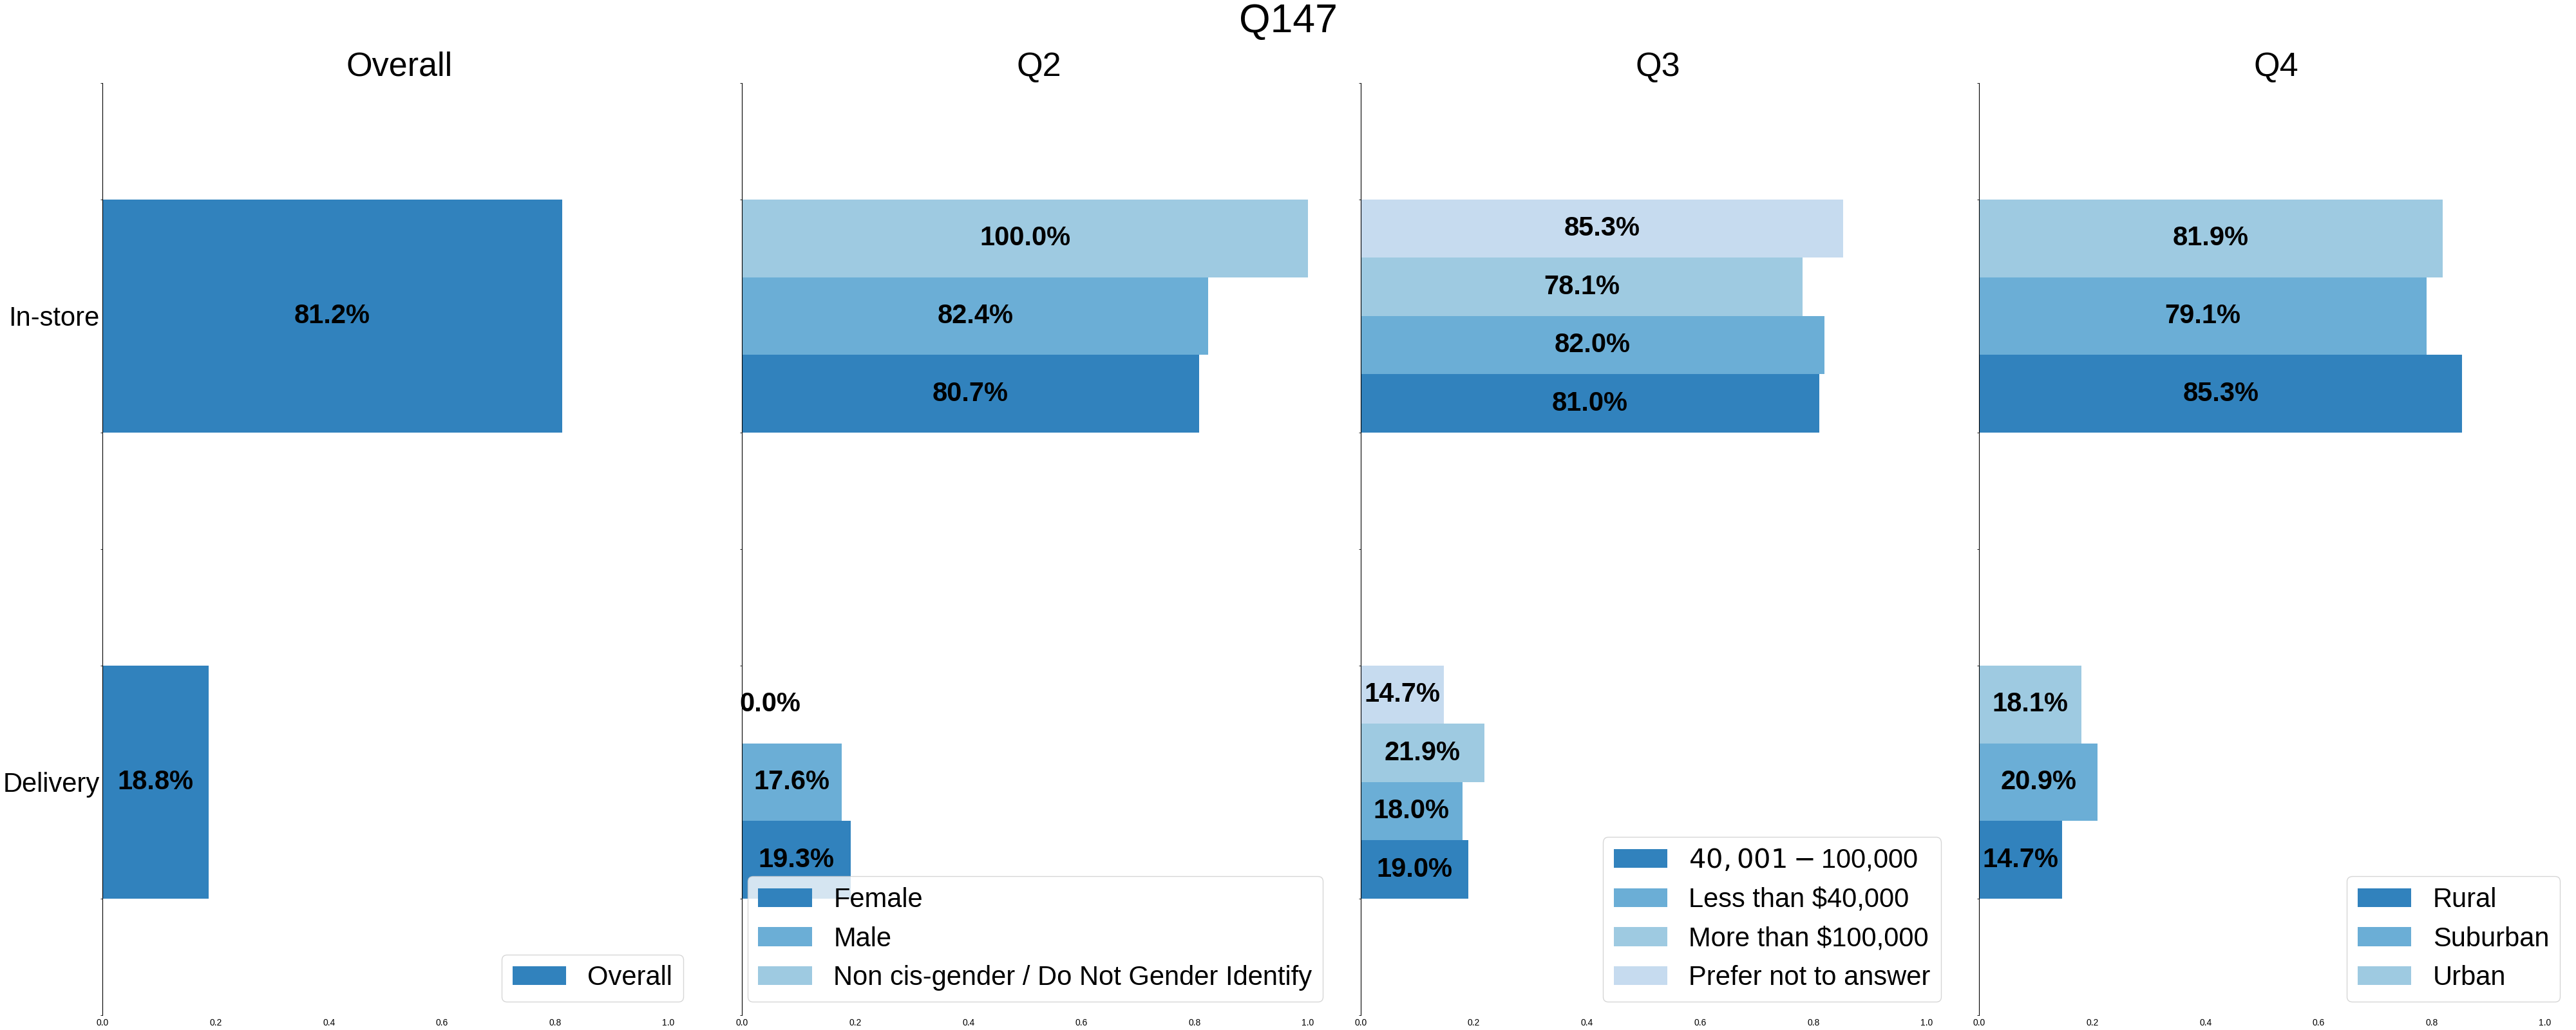 Q147
Overall
Q2
Q3
Q4
In-store
Delivery
81.2%
18.8%
Overall
0.0 0.2 0.4 0.6 0.8 1.0
100.0%
82.4%
80.7%
0.0%
17.6%
19.3%
Female
Male
Non cis-gender / Do Not Gender Identify
0.0 0.2 0.4 0.6 0.8 1.0
85.3%
78.1%
82.0%
81.0%
14.7%
21.9%
18.0%
19.0%
40,001 − 100,000
Less than $40,000
More than $100,000
Prefer not to answer
0.0 0.2 0.4 0.6 0.8 1.0
81.9%
79.1%
85.3%
18.1%
20.9%
14.7%
Rural
Suburban
Urban
0.0 0.2 0.4 0.6 0.8 1.0